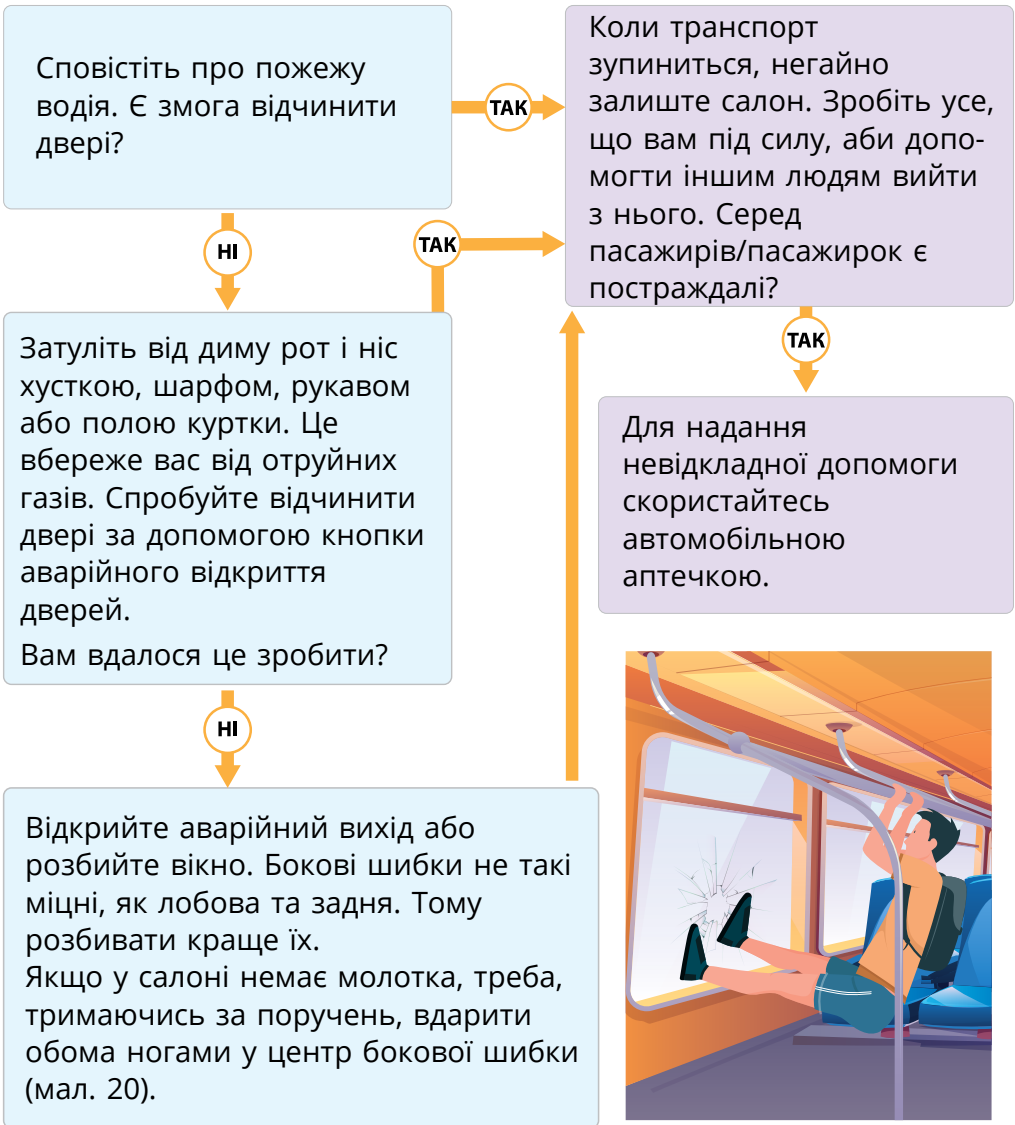 Сповістіть про пожежу
водія. Є змога відчинити
двері?
ТАК
Коли транспорт
зупиниться, негайно
залиште салон. Зробіть усе,
що вам під силу, аби допо-
могти іншим людям вийти
з нього. Серед
пасажирів/пасажирок є
постраждалі?
НІ
ТАК
Затуліть від диму рот і ніс
хусткою, шарфом, рукавом
або полою куртки. Це
вбереже вас від отруйних
газів. Спробуйте відчинити
двері за допомогою кнопки
аварійного відкриття
дверей.
Вам вдалося це зробити?
ТАК
Для надання
невідкладної допомоги
скористайтесь
автомобільною
аптечкою.
НІ
Відкрийте аварійний вихід або
розбийте вікно. Бокові шибки не такі
міцні, як лобова та задня. Тому
розбивати краще їх.
Якщо у салоні немає молотка, треба,
тримаючись за поручень, вдарити
обома ногами у центр бокової шибки
(мал. 20).